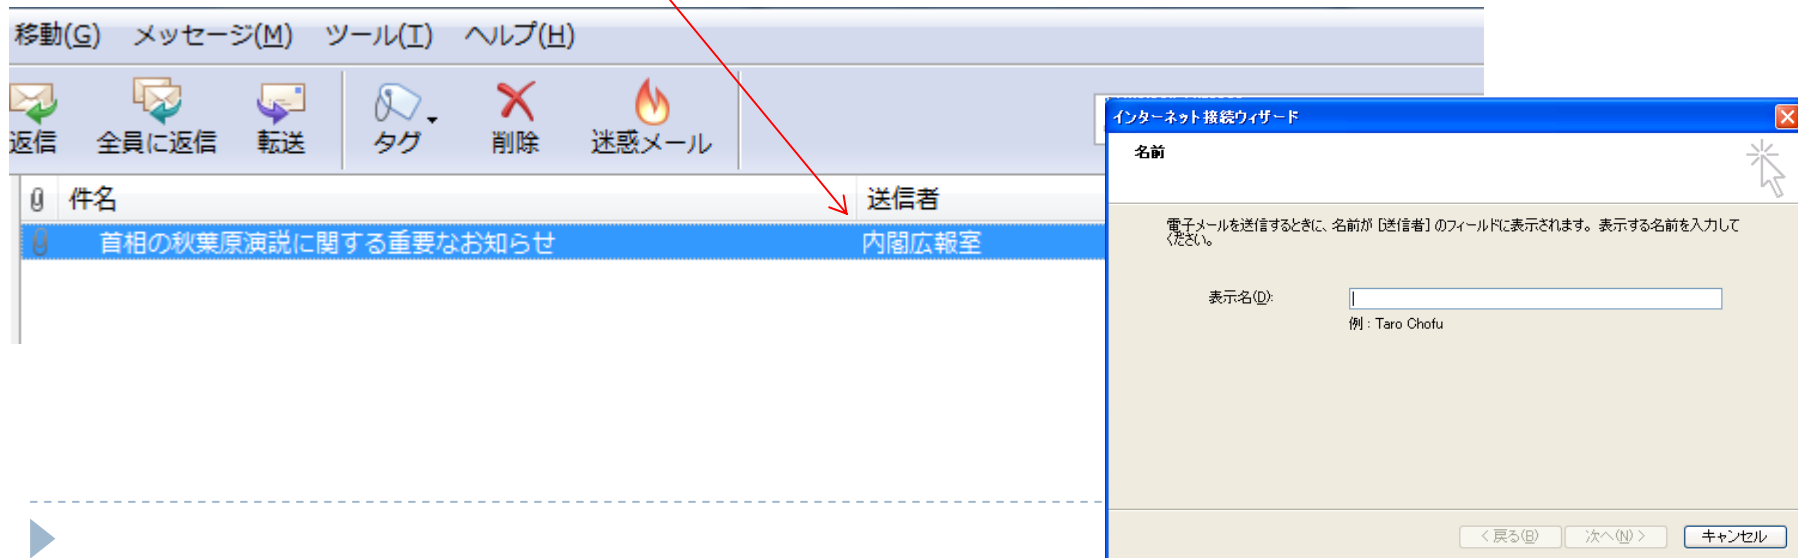 移動(G) メッセージ(M) ツール(T) ヘルプ(H)
返信 全員に返信 転送 タグ 削除 迷惑メール
件名 送信者
首相の秋葉原演説に関する重要なお知らせ 内閣広報室
インターネット接続ウィザード
名前
電子メールを送信するときに、名前が [送信者] のフィールドに表示されます。表示する名前を入力して
ください。
表示名(D):
例 : Taro Chofu
< 戻る(B) 次へ(N) > キャンセル